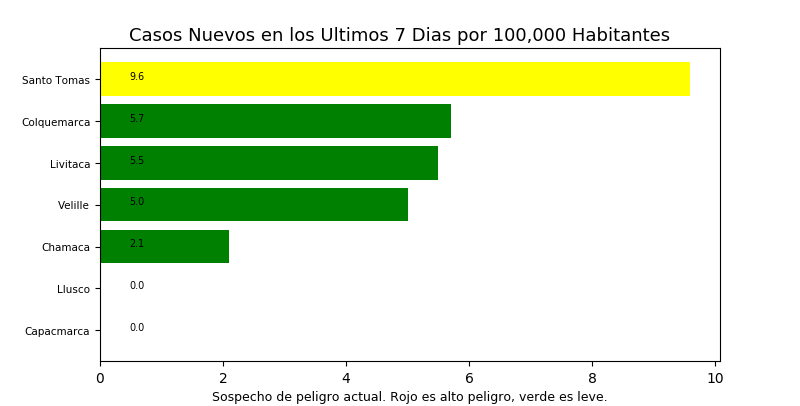 Casos Nuevos en los Ultimos 7 Dias por 100,000 Habitantes
Santo Tomas 9.6
Colquemarca 5.7
Livitaca 5.5
Velille 5.0
Chamaca 2.1
Llusco 0.0
Capacmarca 0.0
0 2 4 6 8 10
Sospecho de peligro actual. Rojo es alto peligro, verde es leve.